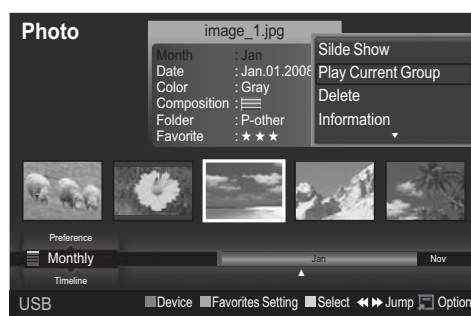 Photo
image_1.jpg
Month : Jan
Date : Jan.01.2008
Color : Gray
Composition :
Folder : P-other
Favorite : ★ ★ ★
Silde Show
Play Current Group
Delete
Information
Preference
Monthly
Timeline
Jan
Nov
USB
Device
Favorites Setting
Select
Jump
Option